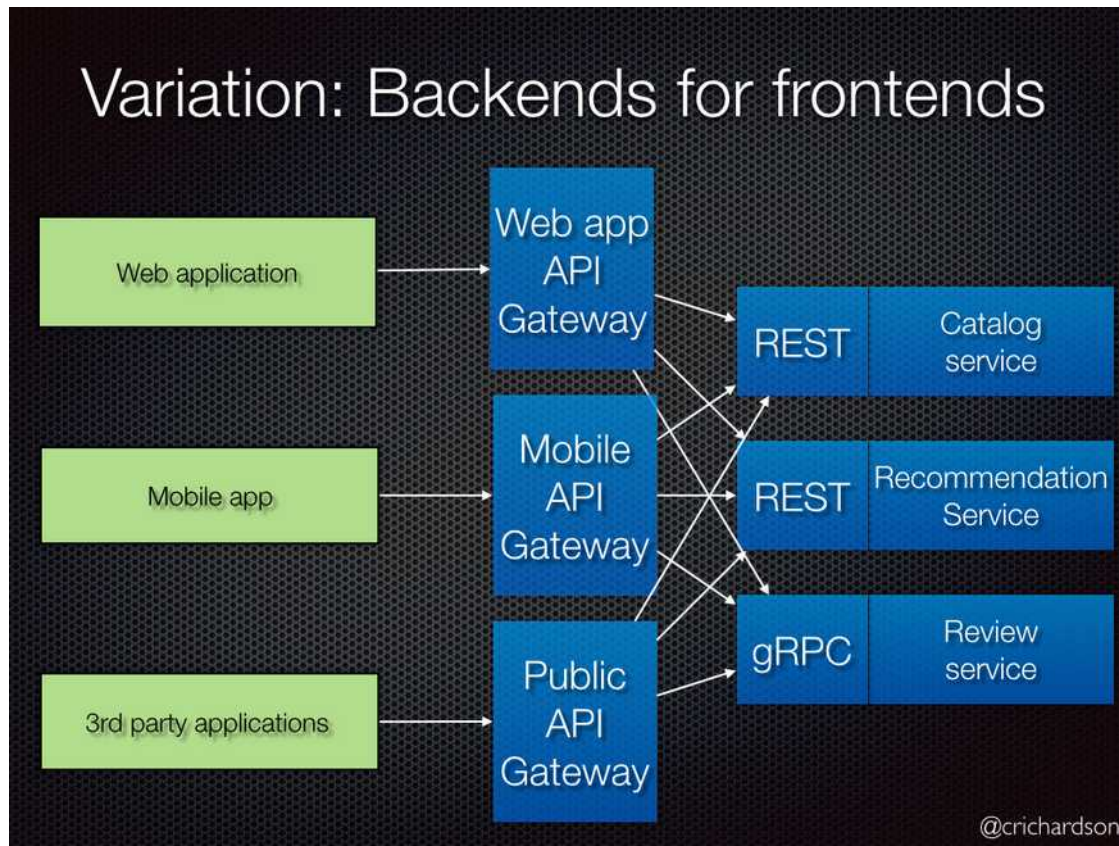 Variation: Backends for frontends
Web application
Web app
API
Gateway
REST
Catalog
service
Mobile app
Mobile
API
Gateway
REST
Recommendation
Service
3rd party applications
Public
API
Gateway
gRPC
Review
service
@crichardson